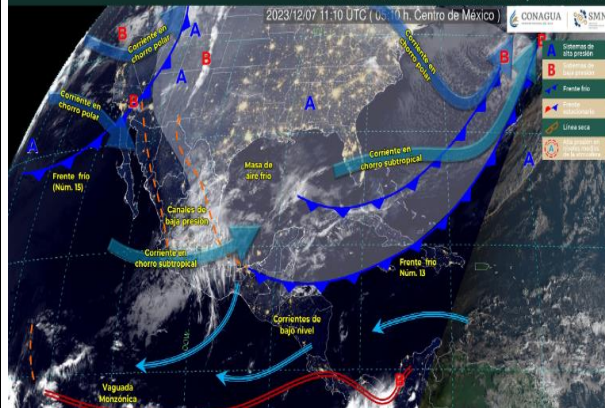 2023/12/07 11:10 UTC ( 05:10 h. Centro de México )
CONAGUA
SMN
A
Sistemas de
alta presión
B
Sistemas de
baja presión
Frente frío
Frente
estacionario
Línea seca
A
Alta presión en
niveles medios
de la atmósfera
B
B
A
A
B
A
B
A
A
Corriente en
chorro polar
Corriente en
chorro polar
Corriente en
chorro polar
Frente frío
(Núm. 15)
Masa de
aire frío
Corriente en
chorro subtropical
Canales de
baja presión
Corriente en
chorro subtropical
Frente frío
Núm. 13
Corrientes de
bajo nivel
Vaguada
Monzónica
B